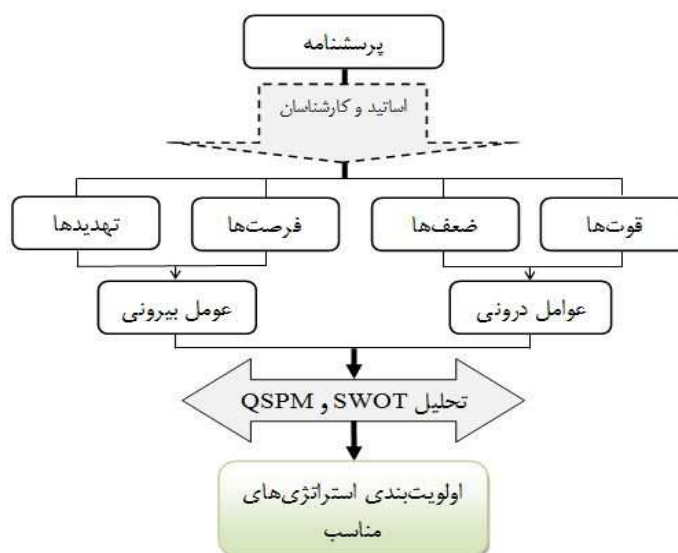 پرسشنامه
اساتید و کارشناسان
قوت‌ها
ضعف‌ها
فرصت‌ها
تهدیدها
عوامل درونی
عومل بیرونی
تحلیل SWOT و QSPM
اولویت‌بندی استراتژی‌های
مناسب